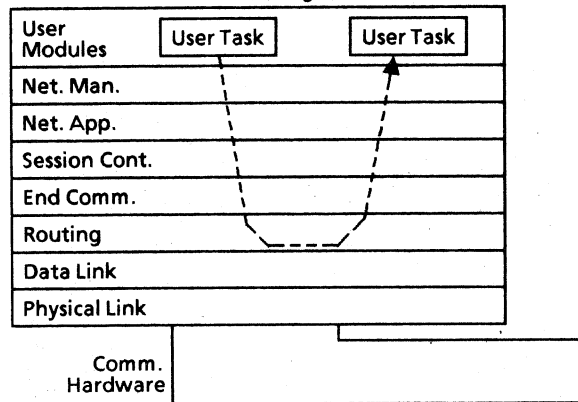 User
Modules
User Task
User Task
Net. Man.
Net. App.
Session Cont.
End Comm.
Routing
Data Link
Physical Link
Comm.
Hardware